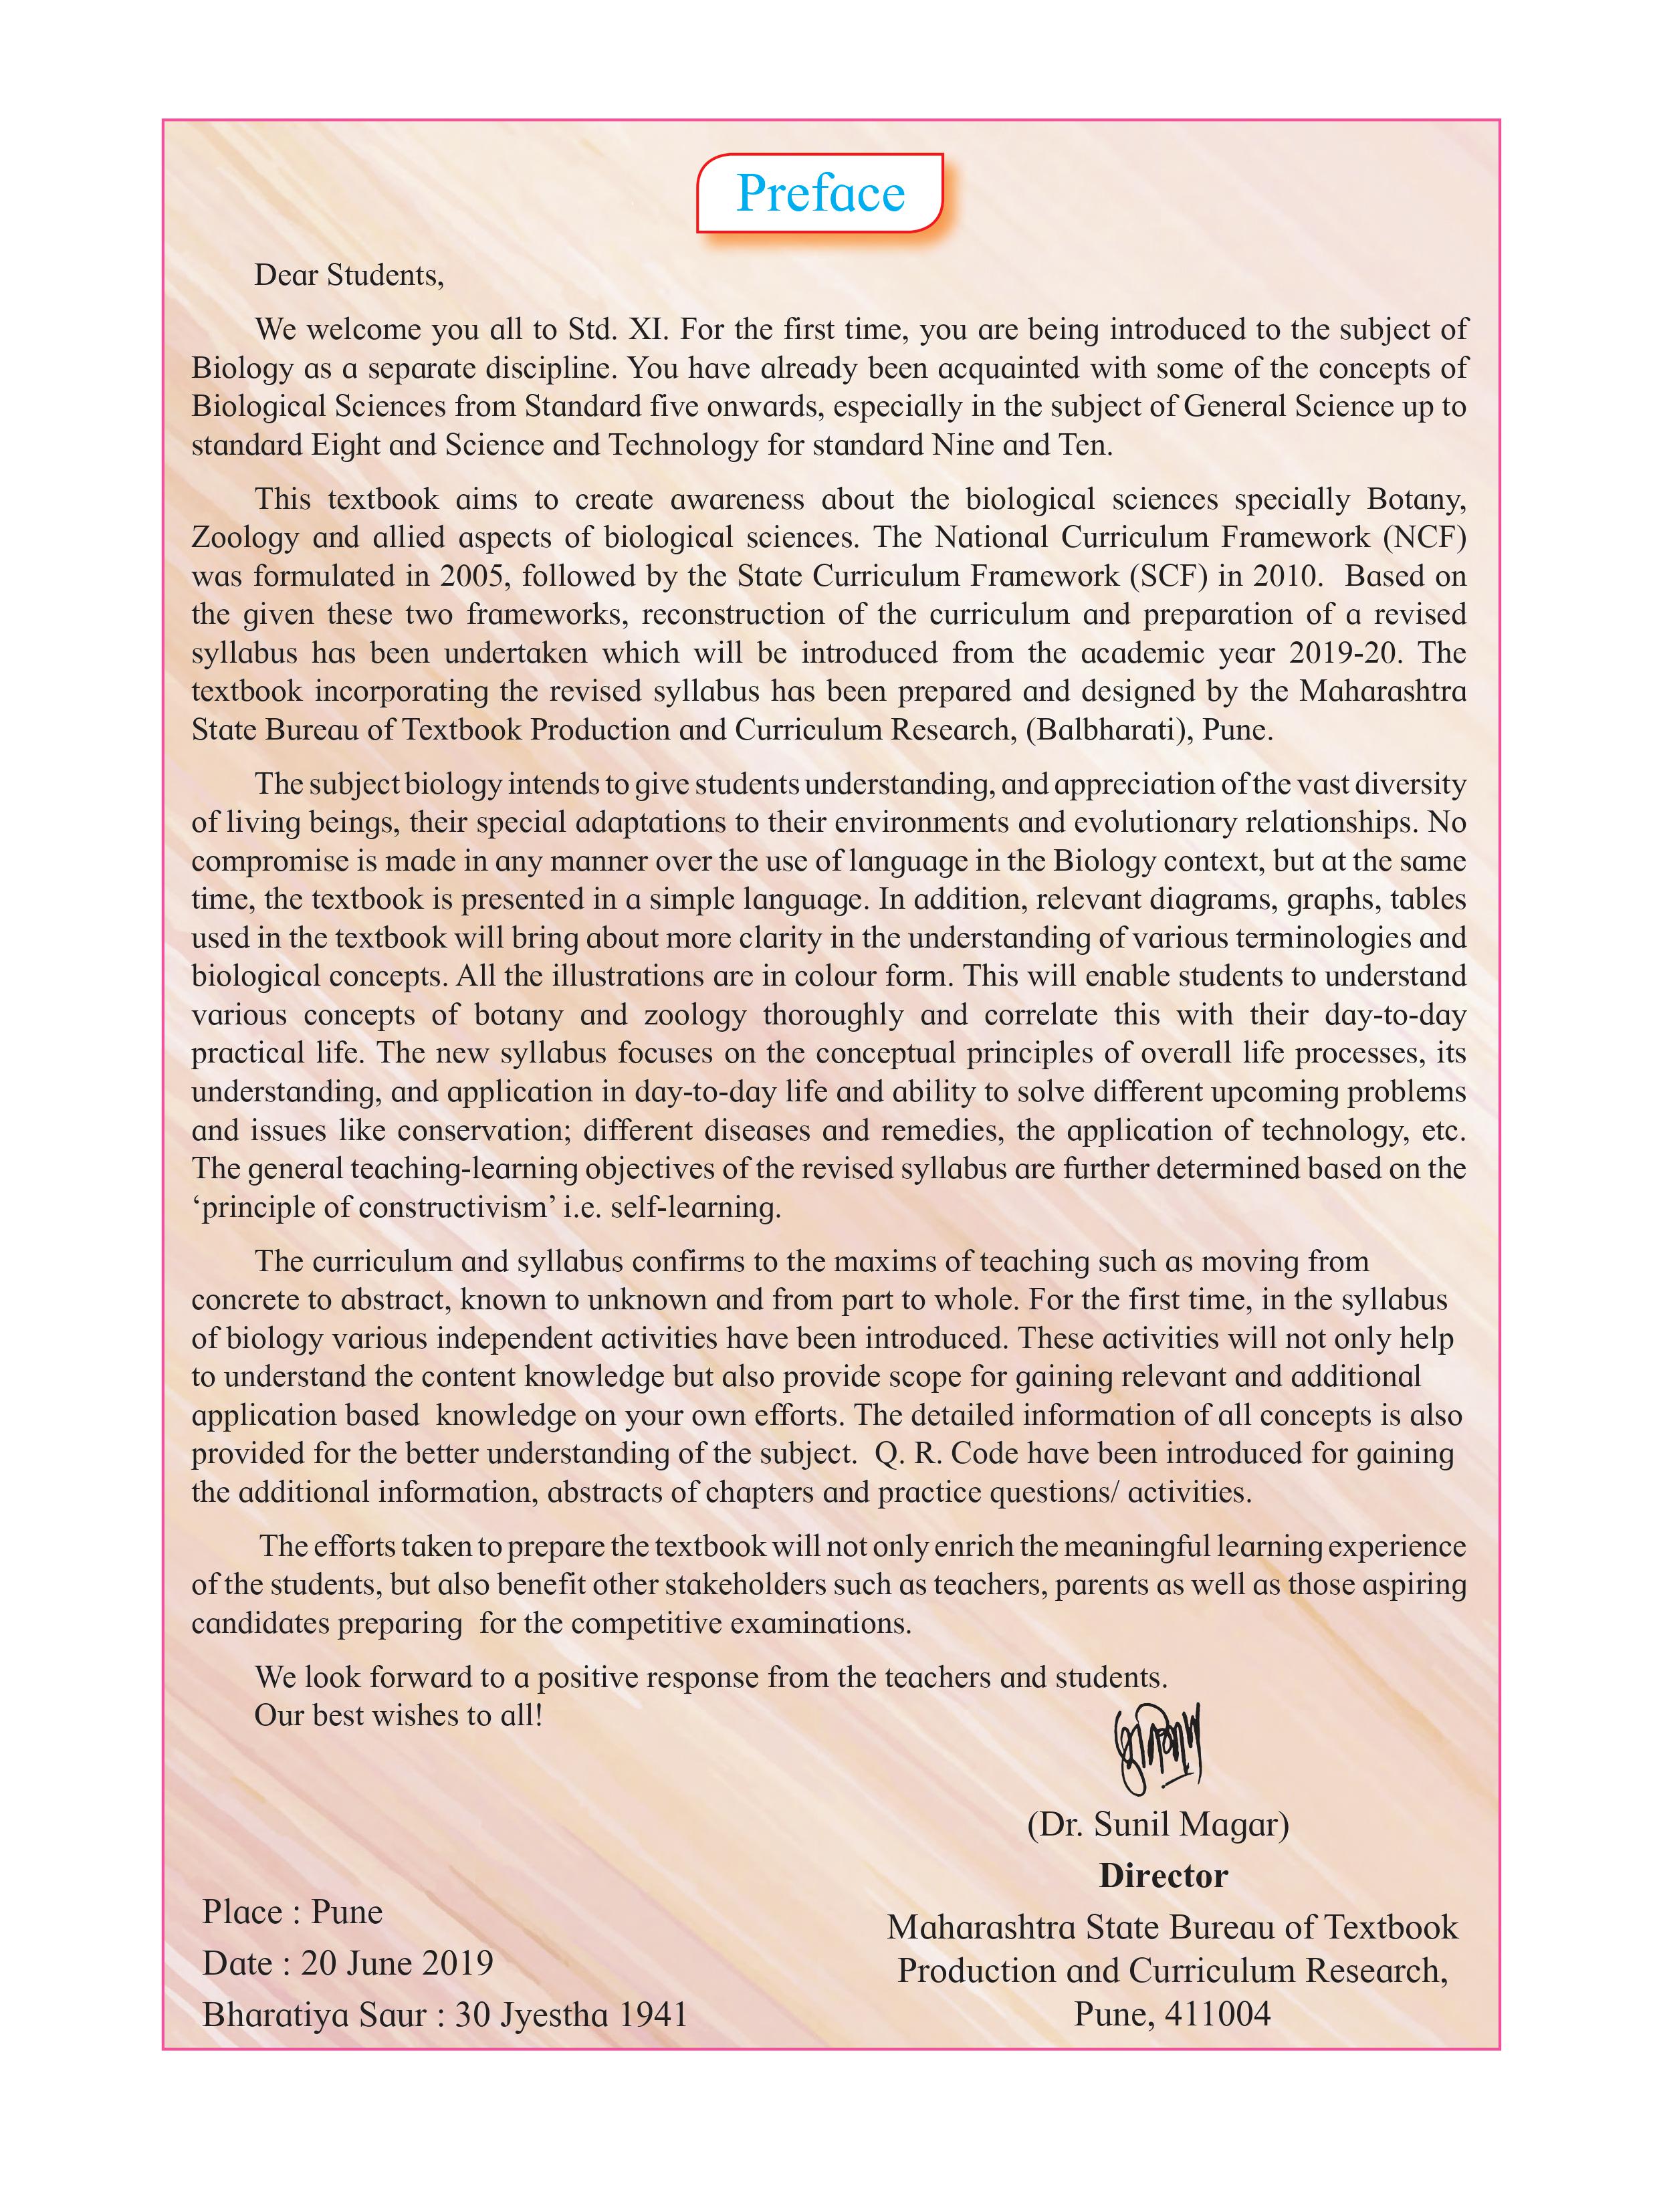 Preface
Dear Students,
We welcome you all to Std. XI. For the first time, you are being introduced to the subject of
Biology as a separate discipline. You have already been acquainted with some of the concepts of
Biological Sciences from Standard five onwards, especially in the subject of General Science up to
standard Eight and Science and Technology for standard Nine and Ten.
This textbook aims to create awareness about the biological sciences specially Botany,
Zoology and allied aspects of biological sciences. The National Curriculum Framework (NCF)
was formulated in 2005, followed by the State Curriculum Framework (SCF) in 2010. Based on
the given these two frameworks, reconstruction of the curriculum and preparation of a revised
syllabus has been undertaken which will be introduced from the academic year 2019-20. The
textbook incorporating the revised syllabus has been prepared and designed by the Maharashtra
State Bureau of Textbook Production and Curriculum Research, (Balbharati), Pune.
The subject biology intends to give students understanding, and appreciation of the vast diversity
of living beings, their special adaptations to their environments and evolutionary relationships. No
compromise is made in any manner over the use of language in the Biology context, but at the same
time, the textbook is presented in a simple language. In addition, relevant diagrams, graphs, tables
used in the textbook will bring about more clarity in the understanding of various terminologies and
biological concepts. All the illustrations are in colour form. This will enable students to understand
various concepts of botany and zoology thoroughly and correlate this with their day-to-day
practical life. The new syllabus focuses on the conceptual principles of overall life processes, its
understanding, and application in day-to-day life and ability to solve different upcoming problems
and issues like conservation; different diseases and remedies, the application of technology, etc.
The general teaching-learning objectives of the revised syllabus are further determined based on the
‘principle of constructivism’ i.e. self-learning.
The curriculum and syllabus confirms to the maxims of teaching such as moving from
concrete to abstract, known to unknown and from part to whole. For the first time, in the syllabus
of biology various independent activities have been introduced. These activities will not only help
to understand the content knowledge but also provide scope for gaining relevant and additional
application based knowledge on your own efforts. The detailed information of all concepts is also
provided for the better understanding of the subject. Q. R. Code have been introduced for gaining
the additional information, abstracts of chapters and practice questions/ activities.
The efforts taken to prepare the textbook will not only enrich the meaningful learning experience
of the students, but also benefit other stakeholders such as teachers, parents as well as those aspiring
candidates preparing for the competitive examinations.
We look forward to a positive response from the teachers and students.
Our best wishes to all!
(Dr. Sunil Magar)
Director
Maharashtra State Bureau of Textbook
Production and Curriculum Research,
Pune, 411004
Place : Pune
Date : 20 June 2019
Bharatiya Saur : 30 Jyestha 1941